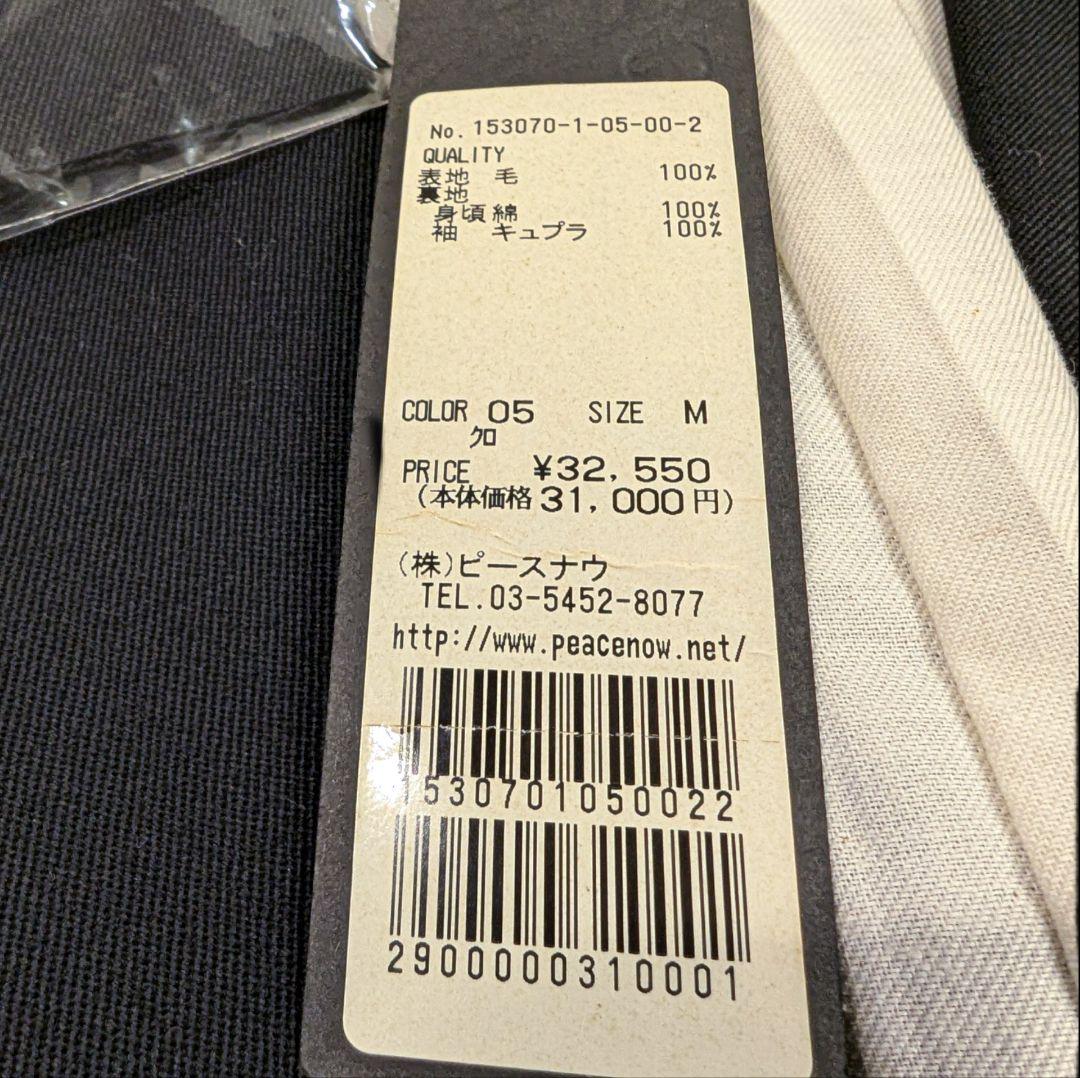 No. 153070-1-05-00-2
QUALITY
表地 毛 100%
裏地
身頃綿 100%
袖 キュプラ 100%
COLOR 05 SIZE M
クロ
PRICE ¥32,550
(本体価格31,000円)
(株)ピースナウ
TEL.03-5452-8077
http://www.peacenow.net/
1530701050022
2900000310001